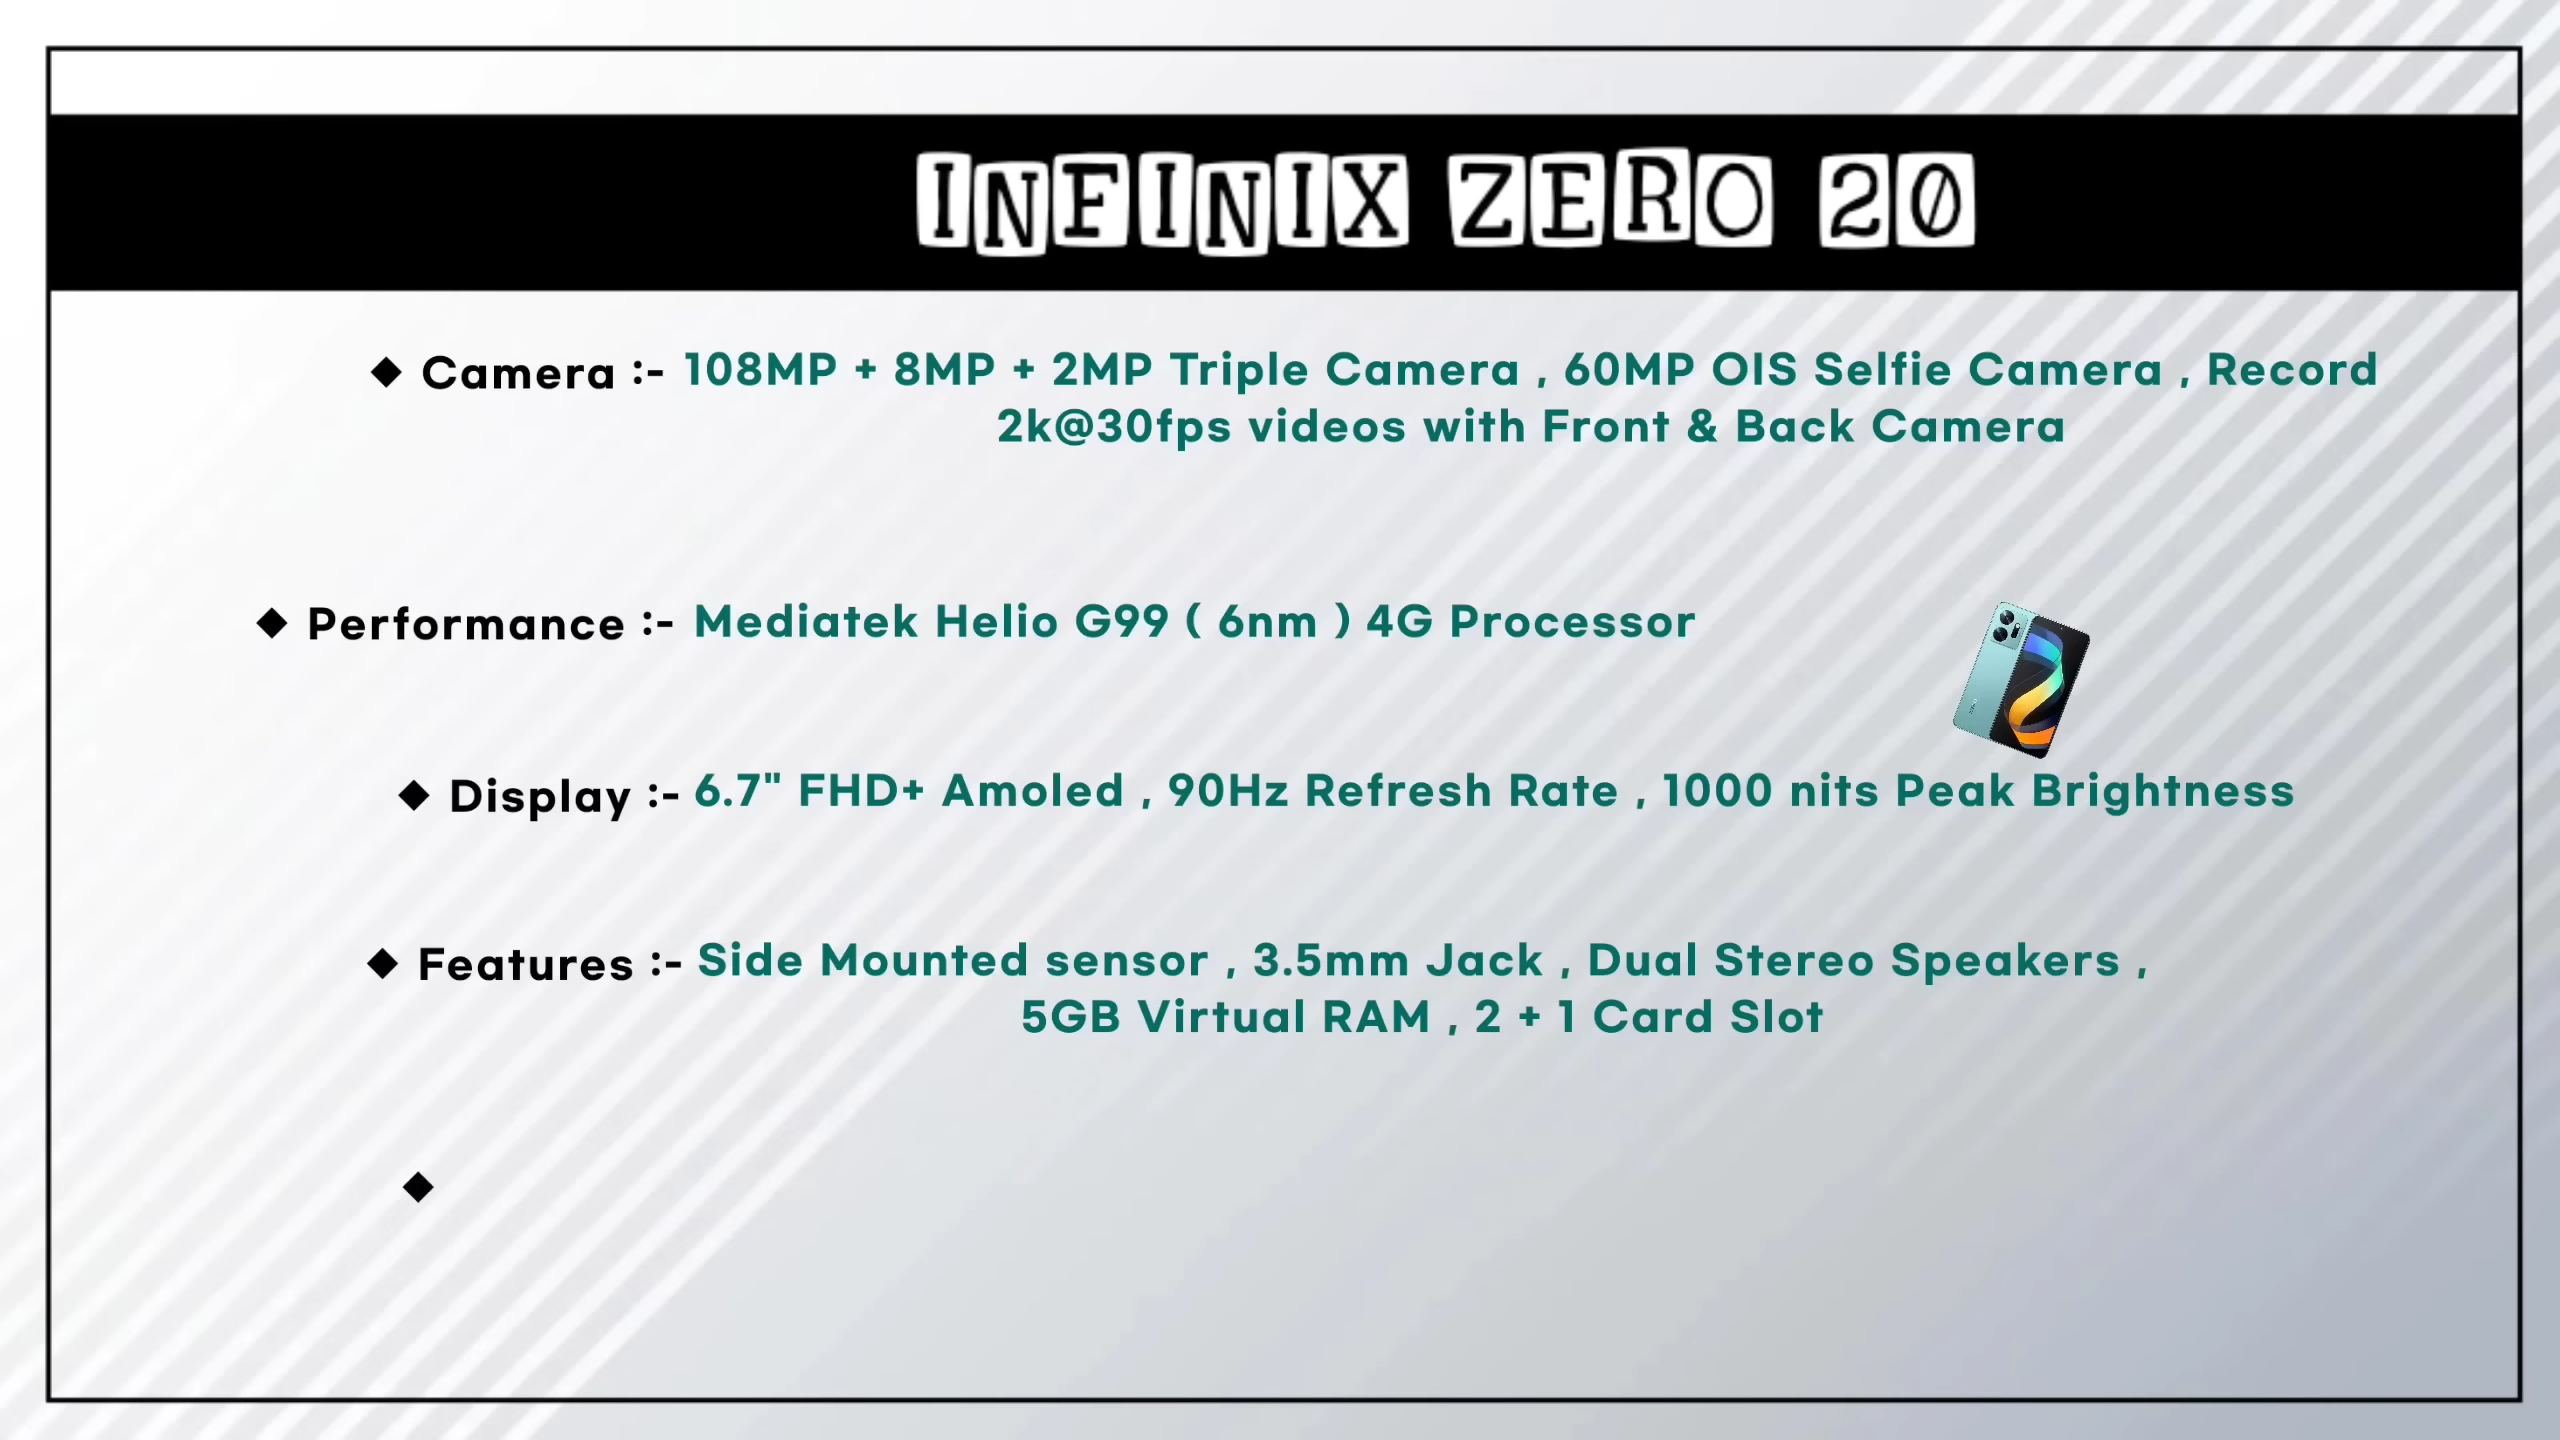 INFINIX ZERO 20
◆ Camera :- 108MP + 8MP + 2MP Triple Camera , 60MP OIS Selfie Camera , Record
2k@30fps videos with Front & Back Camera
◆ Performance :- Mediatek Helio G99 ( 6nm ) 4G Processor
◆ Display :- 6.7" FHD+ Amoled , 90Hz Refresh Rate , 1000 nits Peak Brightness
◆ Features :- Side Mounted sensor , 3.5mm Jack , Dual Stereo Speakers ,
5GB Virtual RAM , 2 + 1 Card Slot
◆